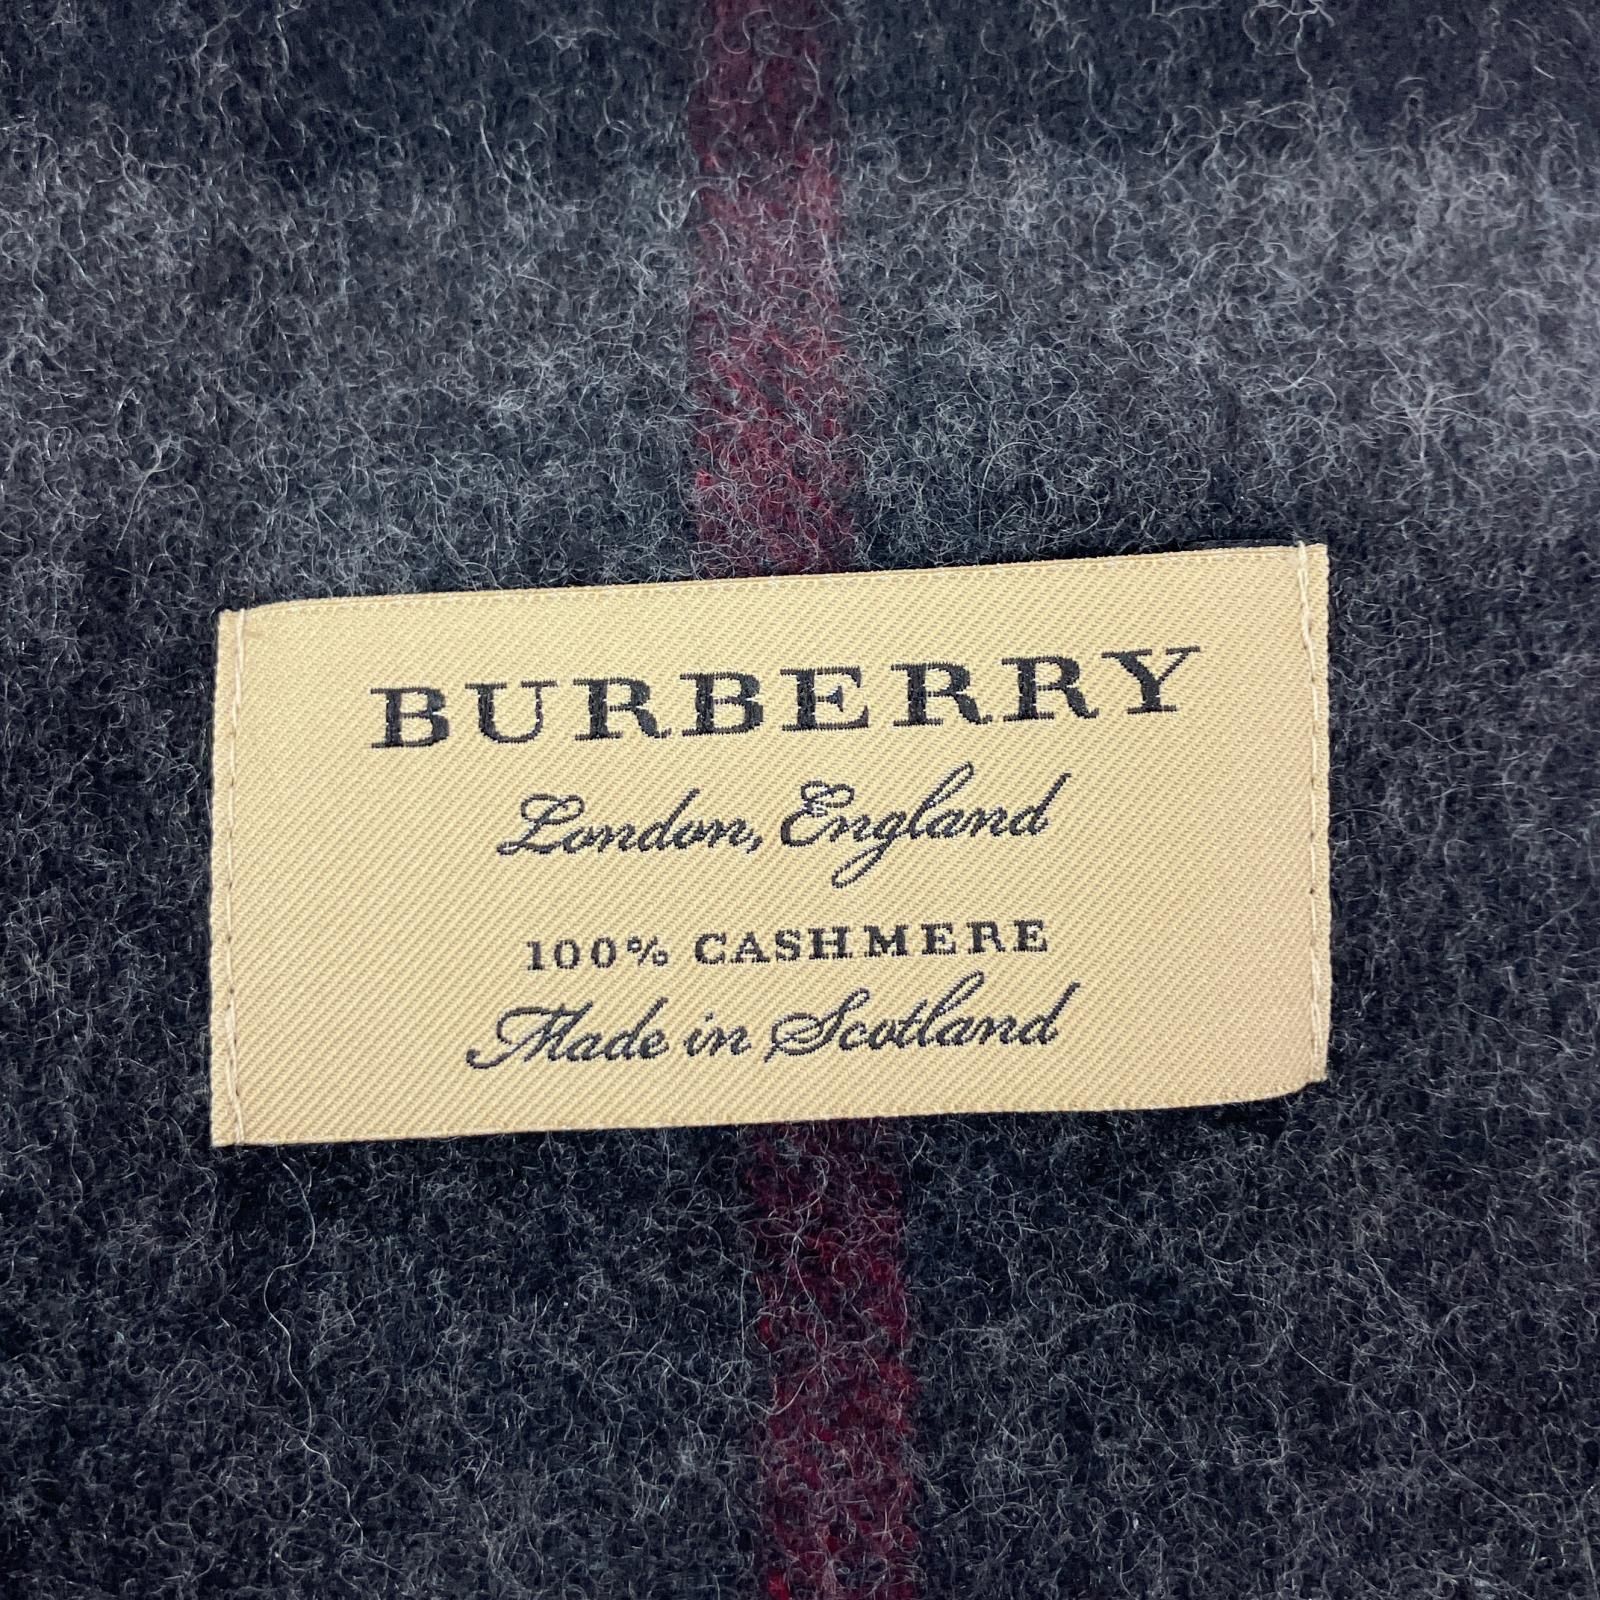 BURBERRY
London, England
100% CASHMERE
Made in Scotland